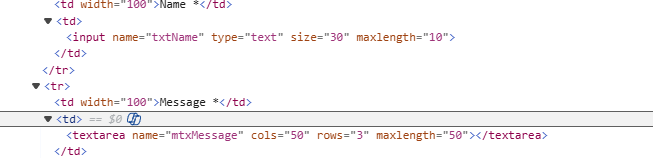 <td width="100">Name *</td>
<td>
<input name="txtName" type="text" size="30" maxlength="10">
</td>
</tr>
<tr>
<td width="100">Message *</td>
<td> == $0
<textarea name="mtxMessage" cols="50" rows="3" maxlength="50"></textarea>
</td>